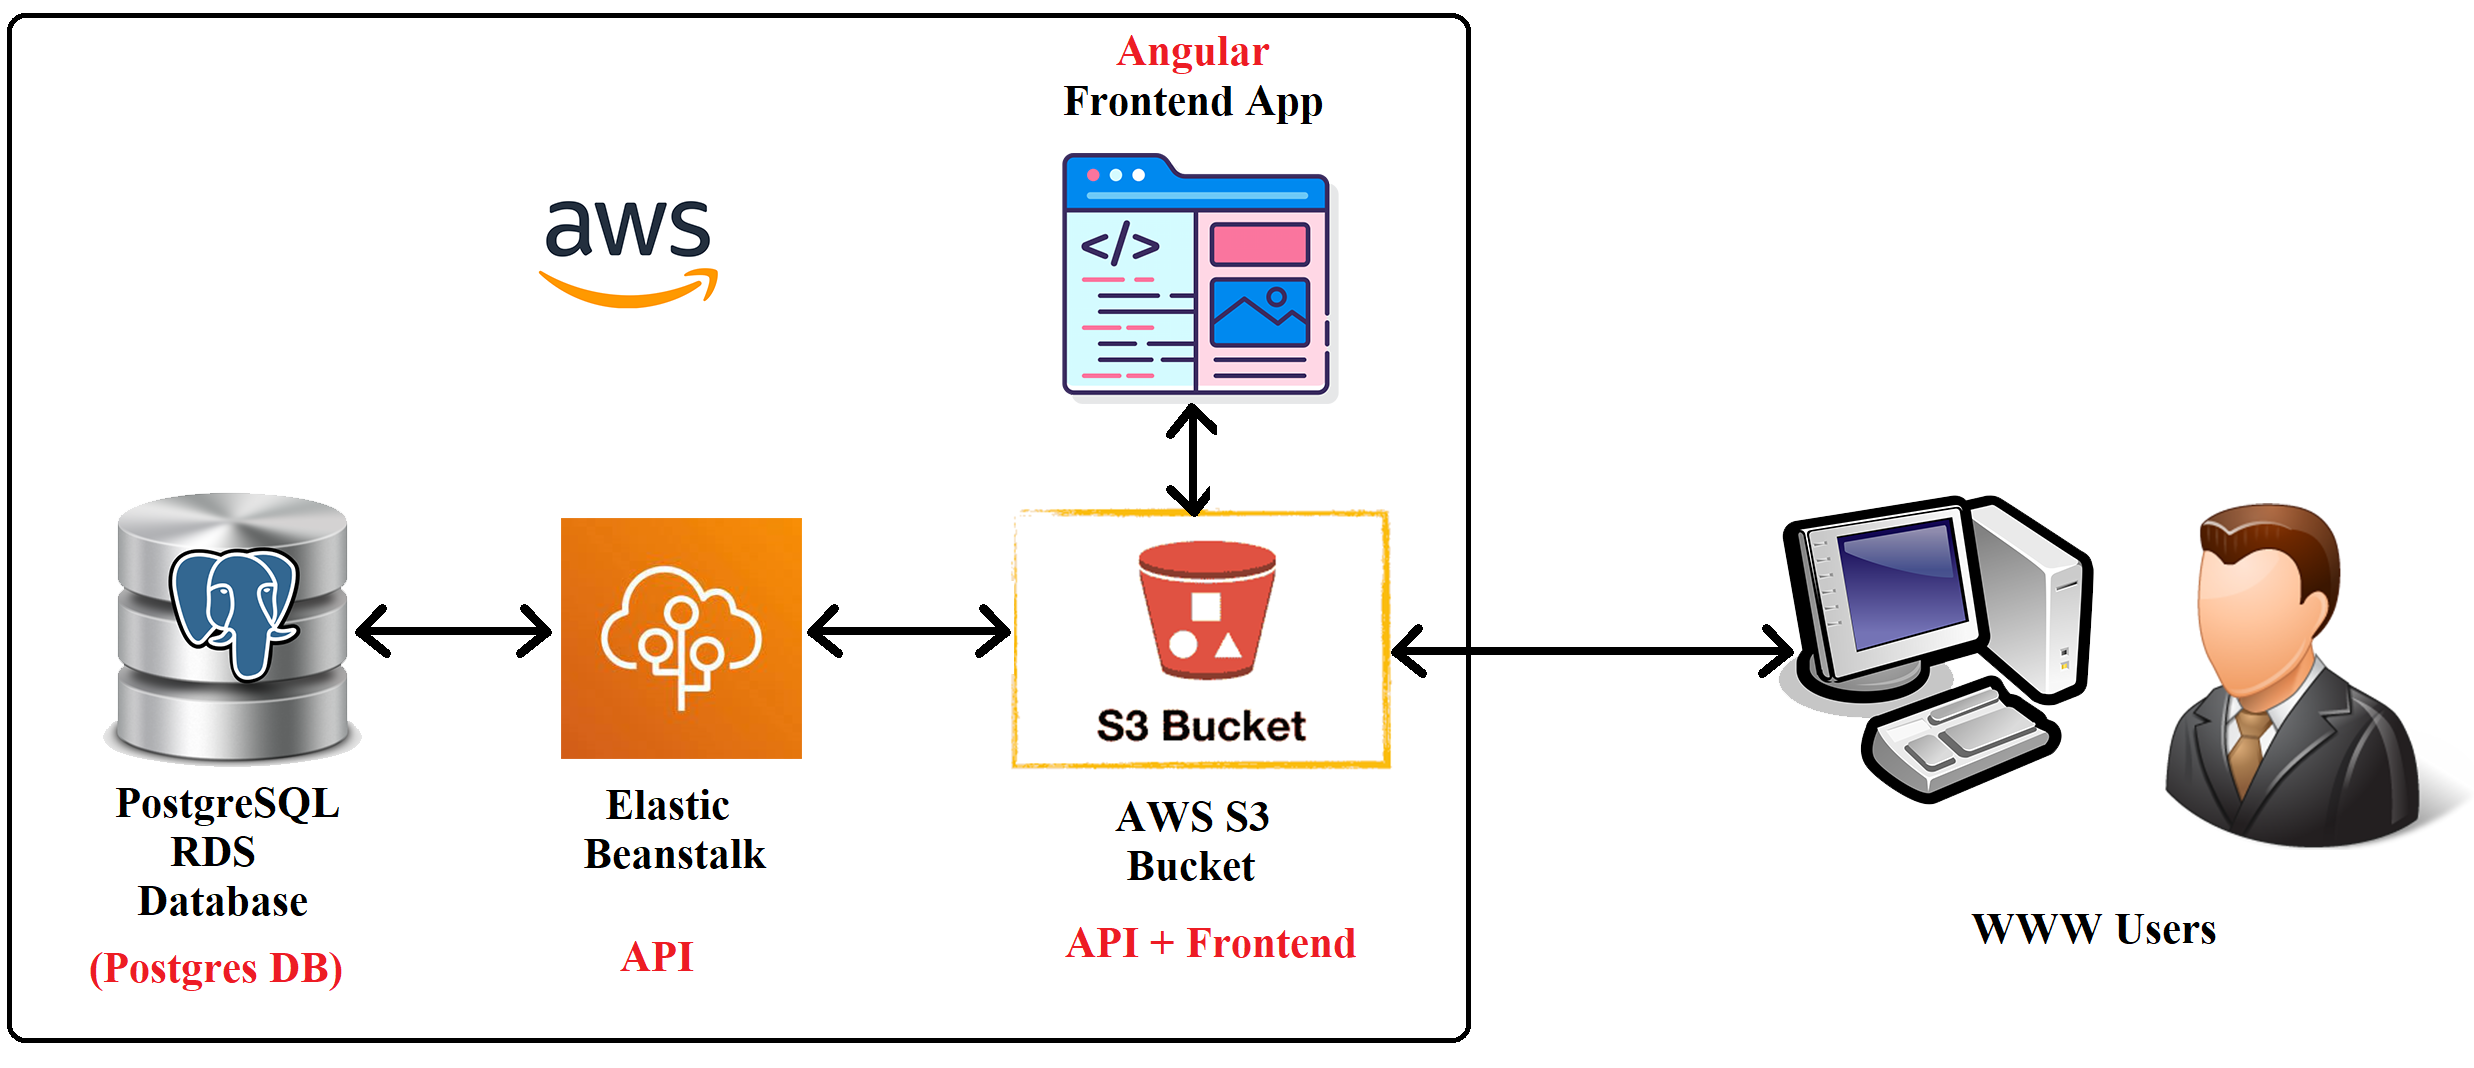 Angular
Frontend App
aws
</>
S3 Bucket
PostgreSQL
RDS
Database
(Postgres DB)
Elastic
Beanstalk
API
AWS S3
Bucket
API + Frontend
WWW Users